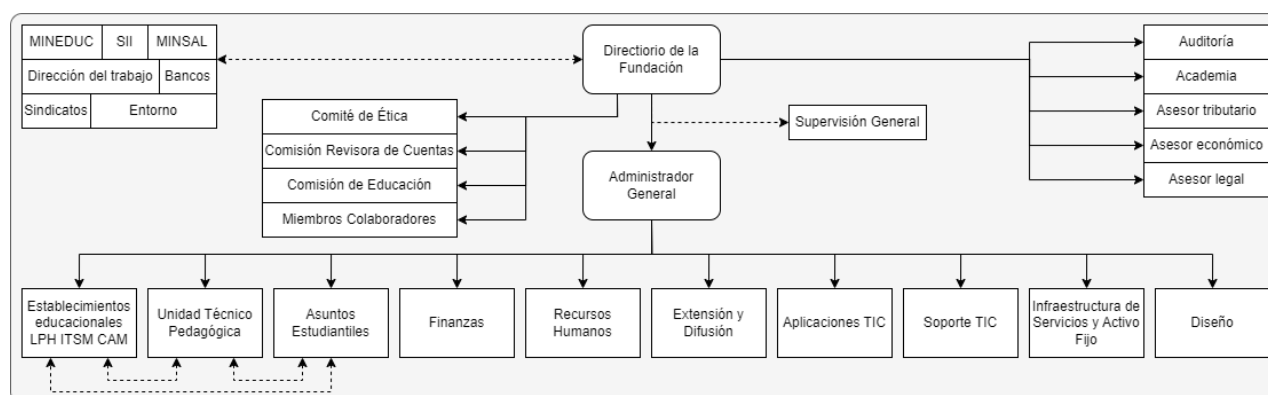 MINEDUC
SII
MINSAL
Dirección del trabajo
Bancos
Sindicatos
Entorno
Directiorio de la
Fundación
Auditoría
Academia
Asesor tributario
Asesor económico
Asesor legal
Comité de Ética
Comisión Revisora de Cuentas
Comisión de Educación
Miembros Colaboradores
Supervisión General
Administrador
General
Establecimientos
educacionales
LPH ITSM CAM
Unidad Técnico
Pedagógica
Asuntos
Estudiantiles
Finanzas
Recursos
Humanos
Extensión y
Difusión
Aplicaciones TIC
Soporte TIC
Infraestructura de
Servicios y Activo
Fijo
Diseño